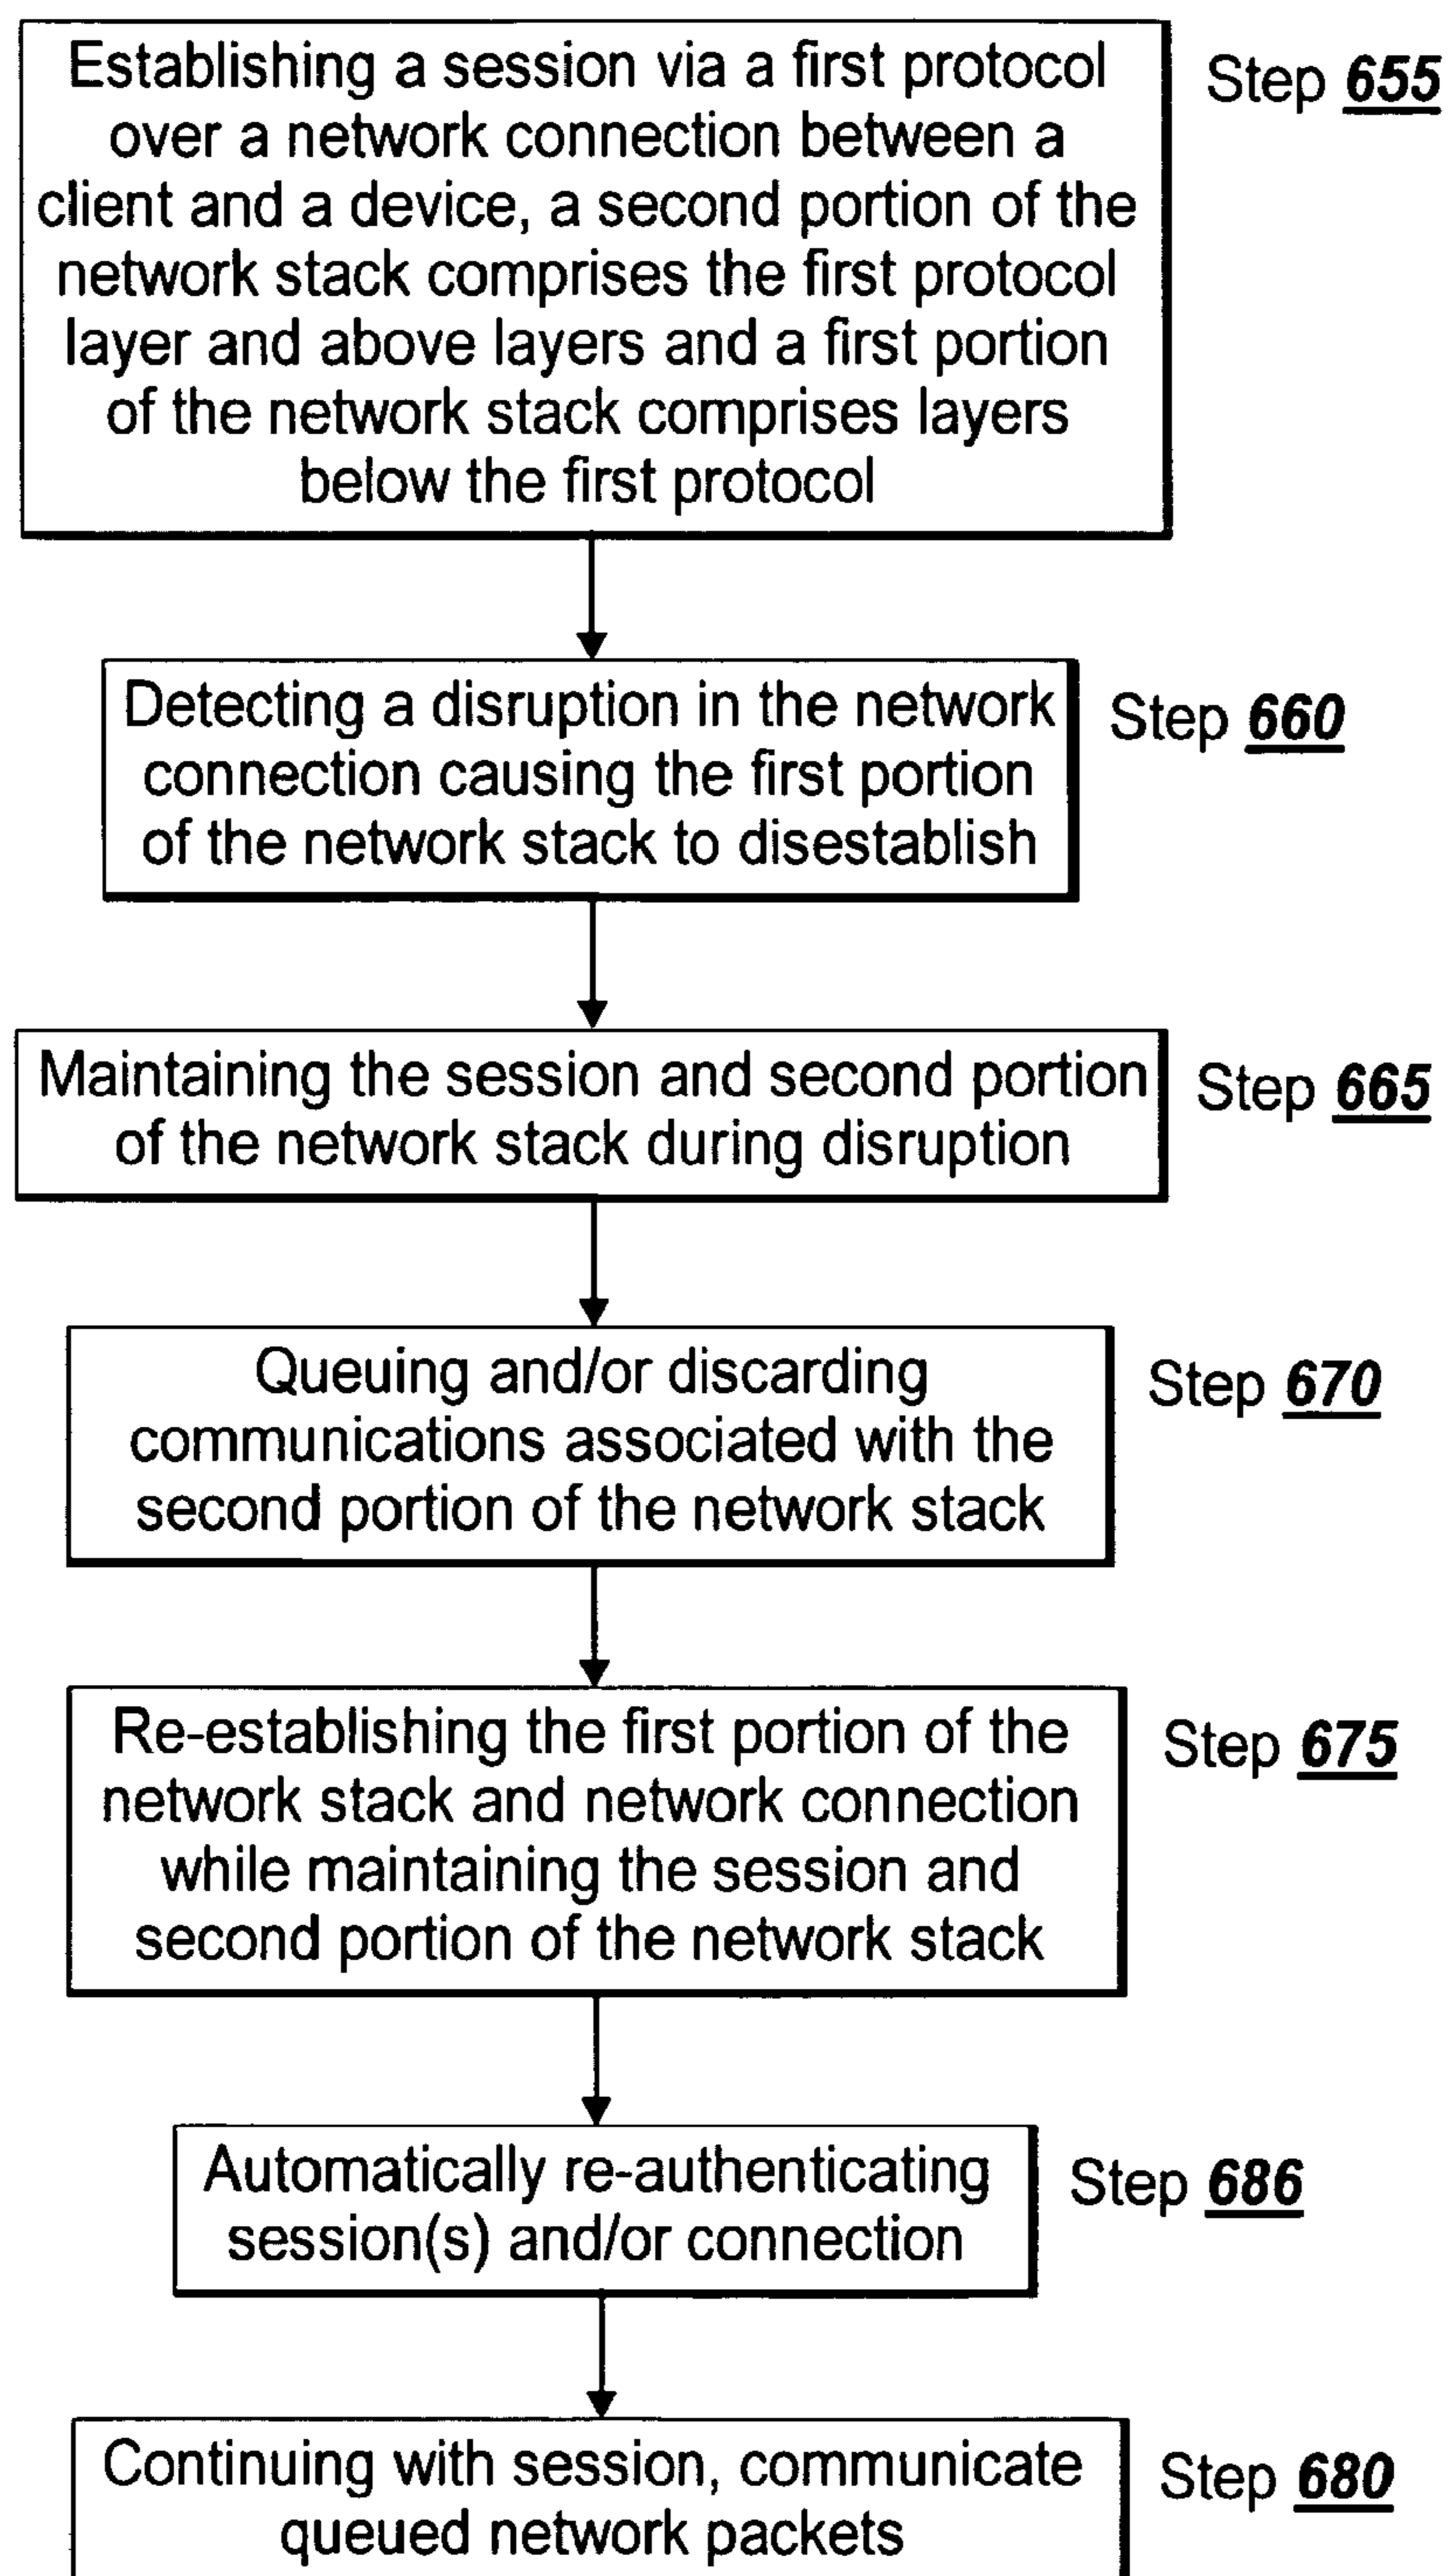 Establishing a session via a first protocol
over a network connection between a
client and a device, a second portion of the
network stack comprises the first protocol
layer and above layers and a first portion
of the network stack comprises layers
below the first protocol
Step 655
Detecting a disruption in the network
connection causing the first portion
of the network stack to disestablish
Step 660
Maintaining the session and second portion
of the network stack during disruption
Step 665
Queuing and/or discarding
communications associated with the
second portion of the network stack
Step 670
Re-establishing the first portion of the
network stack and network connection
while maintaining the session and
second portion of the network stack
Step 675
Automatically re-authenticating
session(s) and/or connection
Step 686
Continuing with session, communicate
queued network packets
Step 680